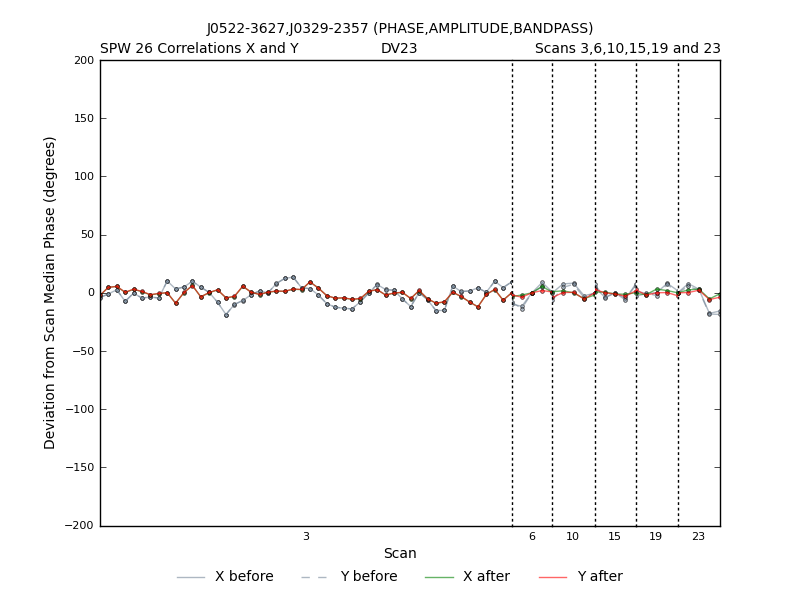 J0522-3627,J0329-2357 (PHASE,AMPLITUDE,BANDPASS)
SPW 26 Correlations X and Y DV23 Scans 3,6,10,15,19 and 23
200
150
100
50
0
−50
−100
−150
−200
Deviation from Scan Median Phase (degrees)
3 6 10 15 19 23
Scan
X before Y before X after Y after